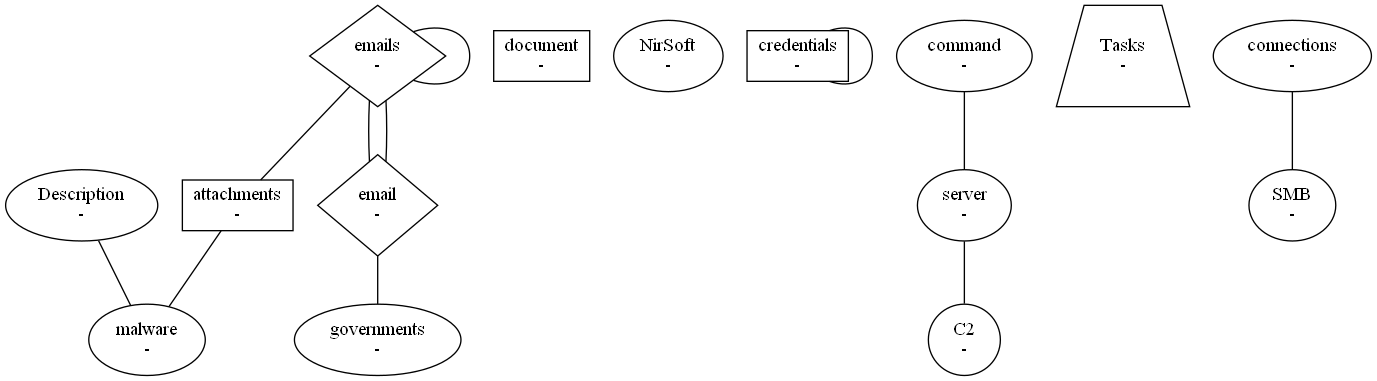 emails
-
document
-
NirSoft
-
credentials
-
command
-
Tasks
-
connections
-
Description
-
attachments
-
email
-
server
-
SMB
-
malware
-
governments
-
C2
-